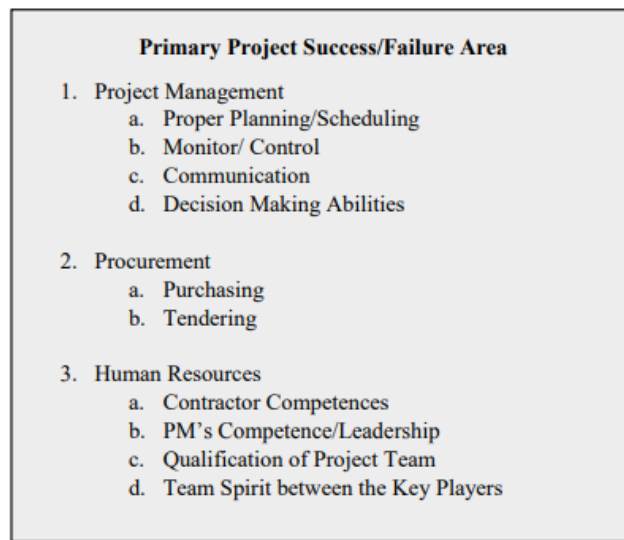 Primary Project Success/Failure Area
1. Project Management
a. Proper Planning/Scheduling
b. Monitor/ Control
c. Communication
d. Decision Making Abilities
2. Procurement
a. Purchasing
b. Tendering
3. Human Resources
a. Contractor Competences
b. PM’s Competence/Leadership
c. Qualification of Project Team
d. Team Spirit between the Key Players